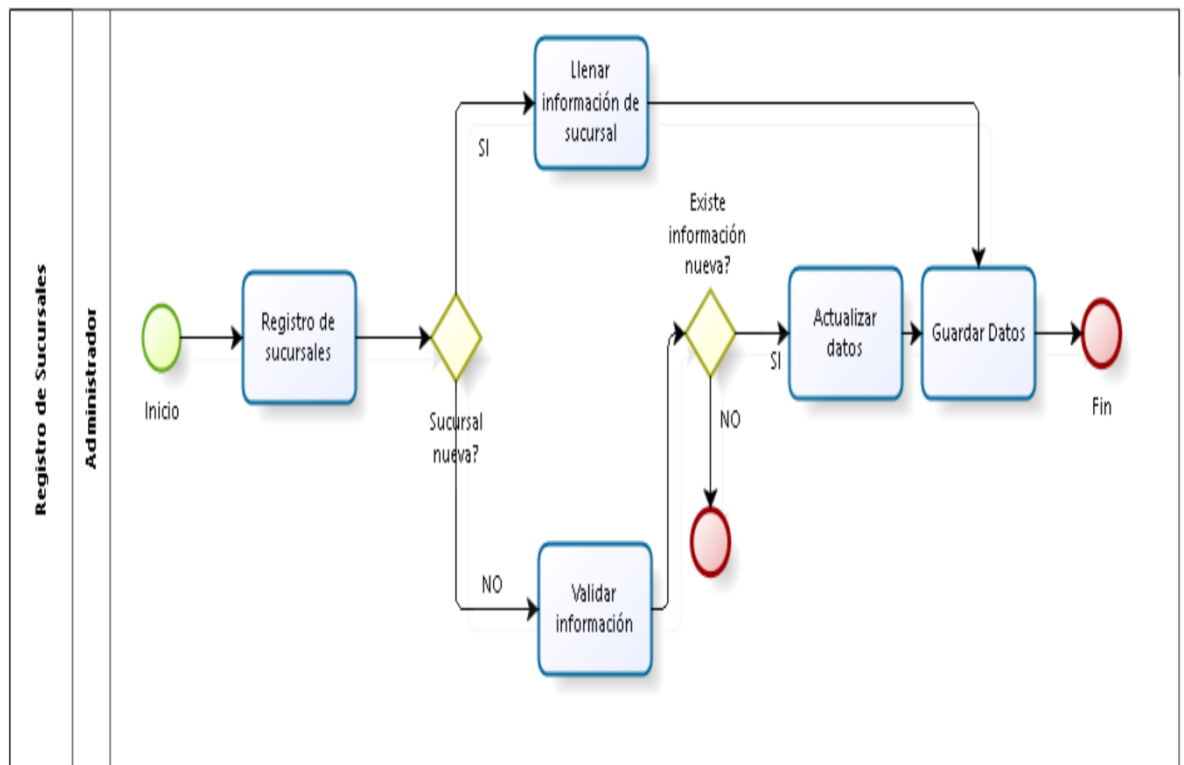 Registro de Sucursales
Administrador
Inicio
Registro de
sucursales
Sucursal
nueva?
SI
Llenar
información de
sucursal
NO
Validar
información
Existe
información
nueva?
SI
NO
Actualizar
datos
Guardar Datos
Fin